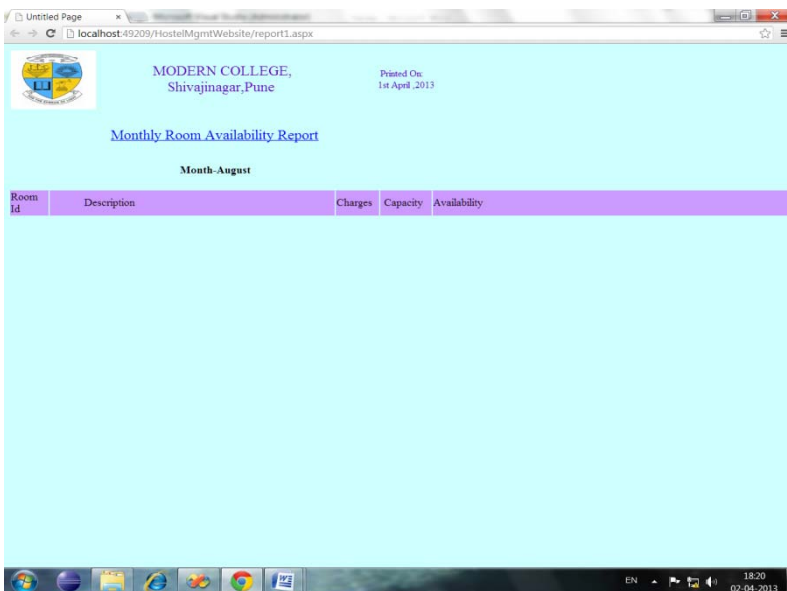 Untitled Page
localhost:49209/HostelMgmtWebsite/report1.aspx
MODERN COLLEGE,
Shivajinagar,Pune
Printed On:
1st April ,2013
Monthly Room Availability Report
Month-August
Room Id Description Charges Capacity Availability
EN
18:20
02-04-2013